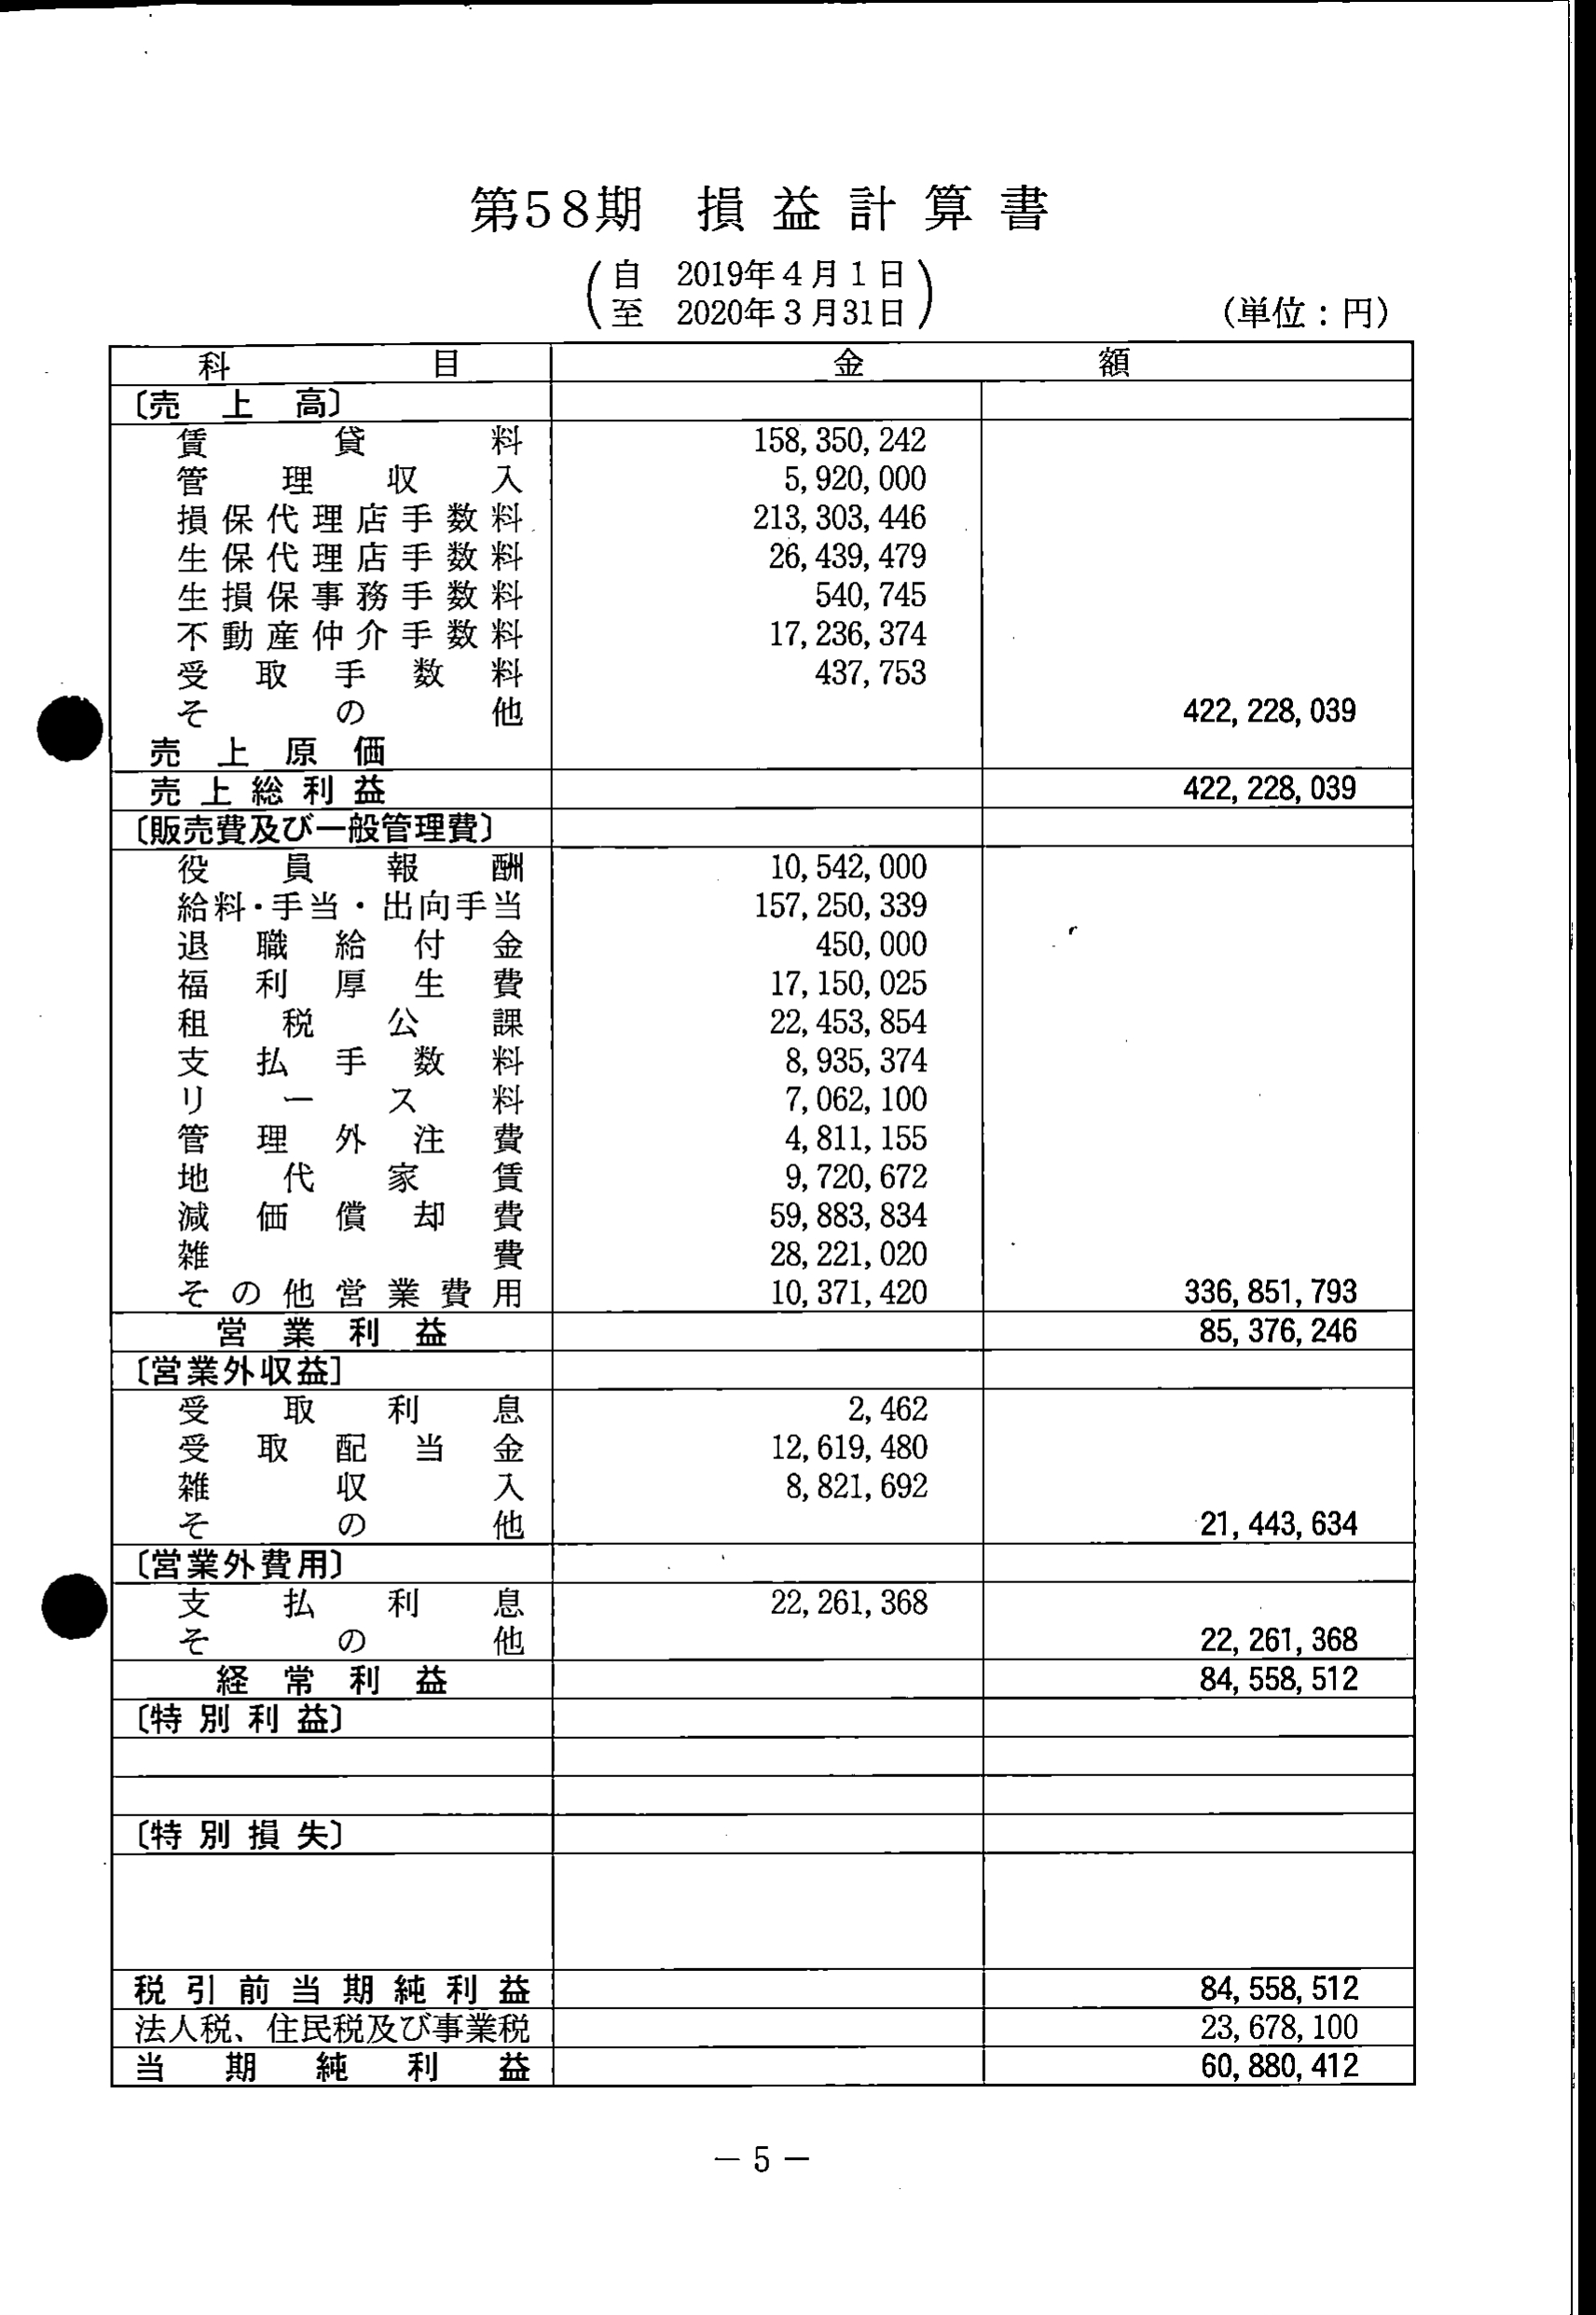 第58期 損益計算書
(自 2019年4月1日)
(至 2020年3月31日)
(単位：円)
科目 金額
〔売上高〕
賃貸料 158,350,242
管理収入 5,920,000
損保代理店手数料 213,303,446
生保代理店手数料 26,439,479
生損保事務手数料 540,745
不動産仲介手数料 17,236,374
受取手数料 437,753
その他 422,228,039
売上原価
売上総利益 422,228,039
〔販売費及び一般管理費〕
役員報酬 10,542,000
給料・手当・出向手当 157,250,339
退職給付金 450,000
福利厚生費 17,150,025
租税公課 22,453,854
支払手数料 8,935,374
リース料 7,062,100
管理外注費 4,811,155
地代家賃 9,720,672
減価償却費 59,883,834
雑費 28,221,020
その他営業費用 10,371,420 336,851,793
営業利益 85,376,246
〔営業外収益〕
受取利息 2,462
受取配当金 12,619,480
雑収入 8,821,692
その他 21,443,634
〔営業外費用〕
支払利息 22,261,368
その他 22,261,368
経常利益 84,558,512
〔特別利益〕
〔特別損失〕
税引前当期純利益 84,558,512
法人税、住民税及び事業税 23,678,100
当期純利益 60,880,412
― 5 ―